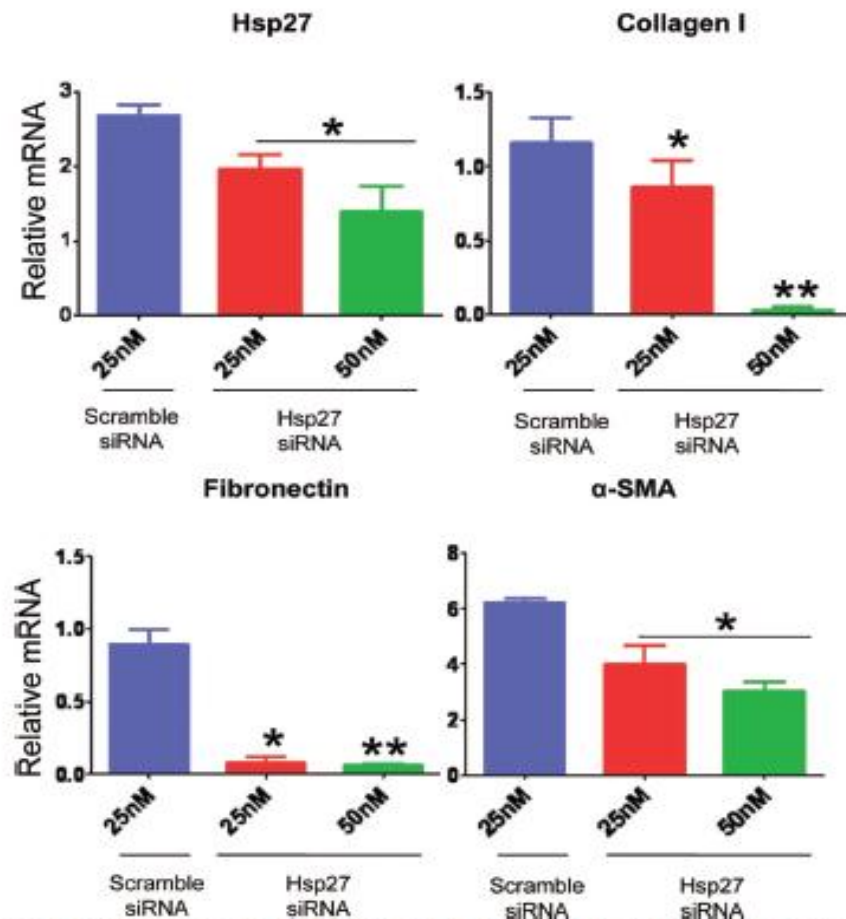 Hsp27
Collagen I
Relative mRNA
3
2
1
0
*
25nM
25nM
50nM
Scramble
siRNA
Hsp27
siRNA
1.5
1.0
0.5
0.0
*
**
25nM
25nM
50nM
Scramble
siRNA
Hsp27
siRNA
Fibronectin
α-SMA
Relative mRNA
1.5
1.0
0.5
0.0
*
**
25nM
25nM
50nM
Scramble
siRNA
Hsp27
siRNA
8
6
4
2
0
*
25nM
25nM
50nM
Scramble
siRNA
Hsp27
siRNA